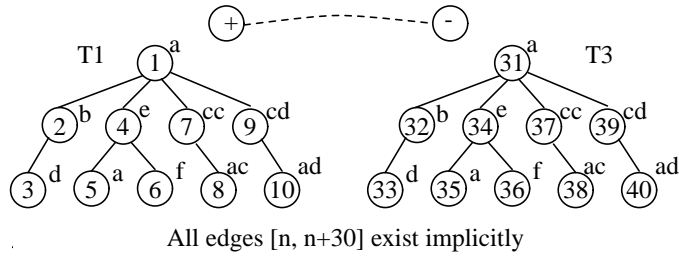 + -
T1 1 a 31 a T3
2 b 4 e 7 cc 9 cd 32 b 34 e 37 cc 39 cd
3 d 5 a 6 f 8 ac 10 ad 33 d 35 a 36 f 38 ac 40 ad
All edges [n, n+30] exist implicitly